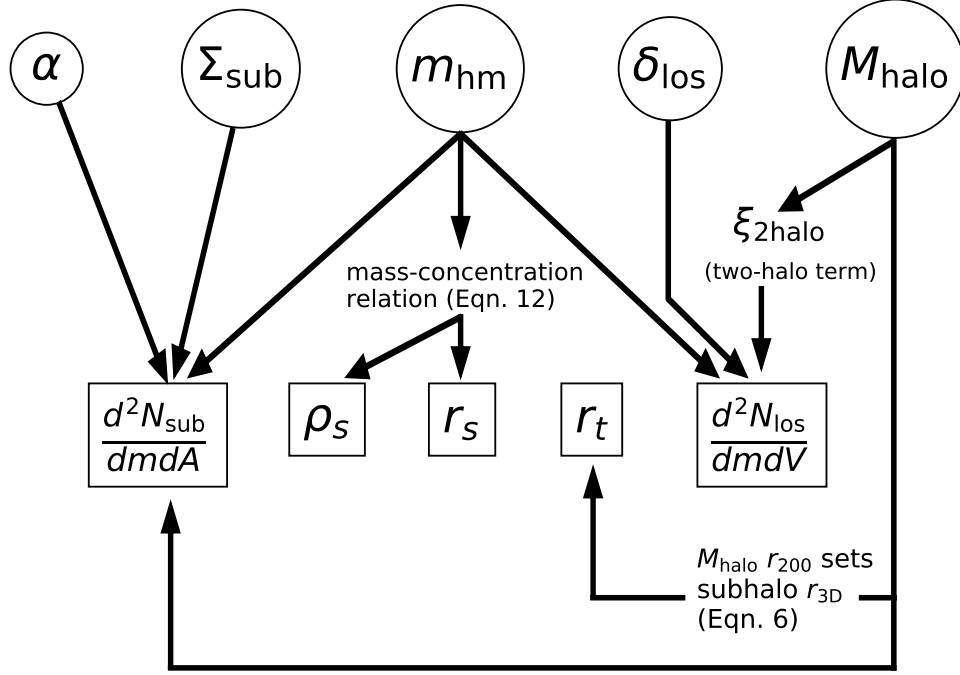 α
Σsub
mhm
δlos
Mhalo
ξ2halo
(two-halo term)
mass-concentration
relation (Eqn. 12)
d²Nsub
dmdA
ρs
rs
rt
d²Nlos
dmdV
Mhalo r200 sets
subhalo r3D
(Eqn. 6)